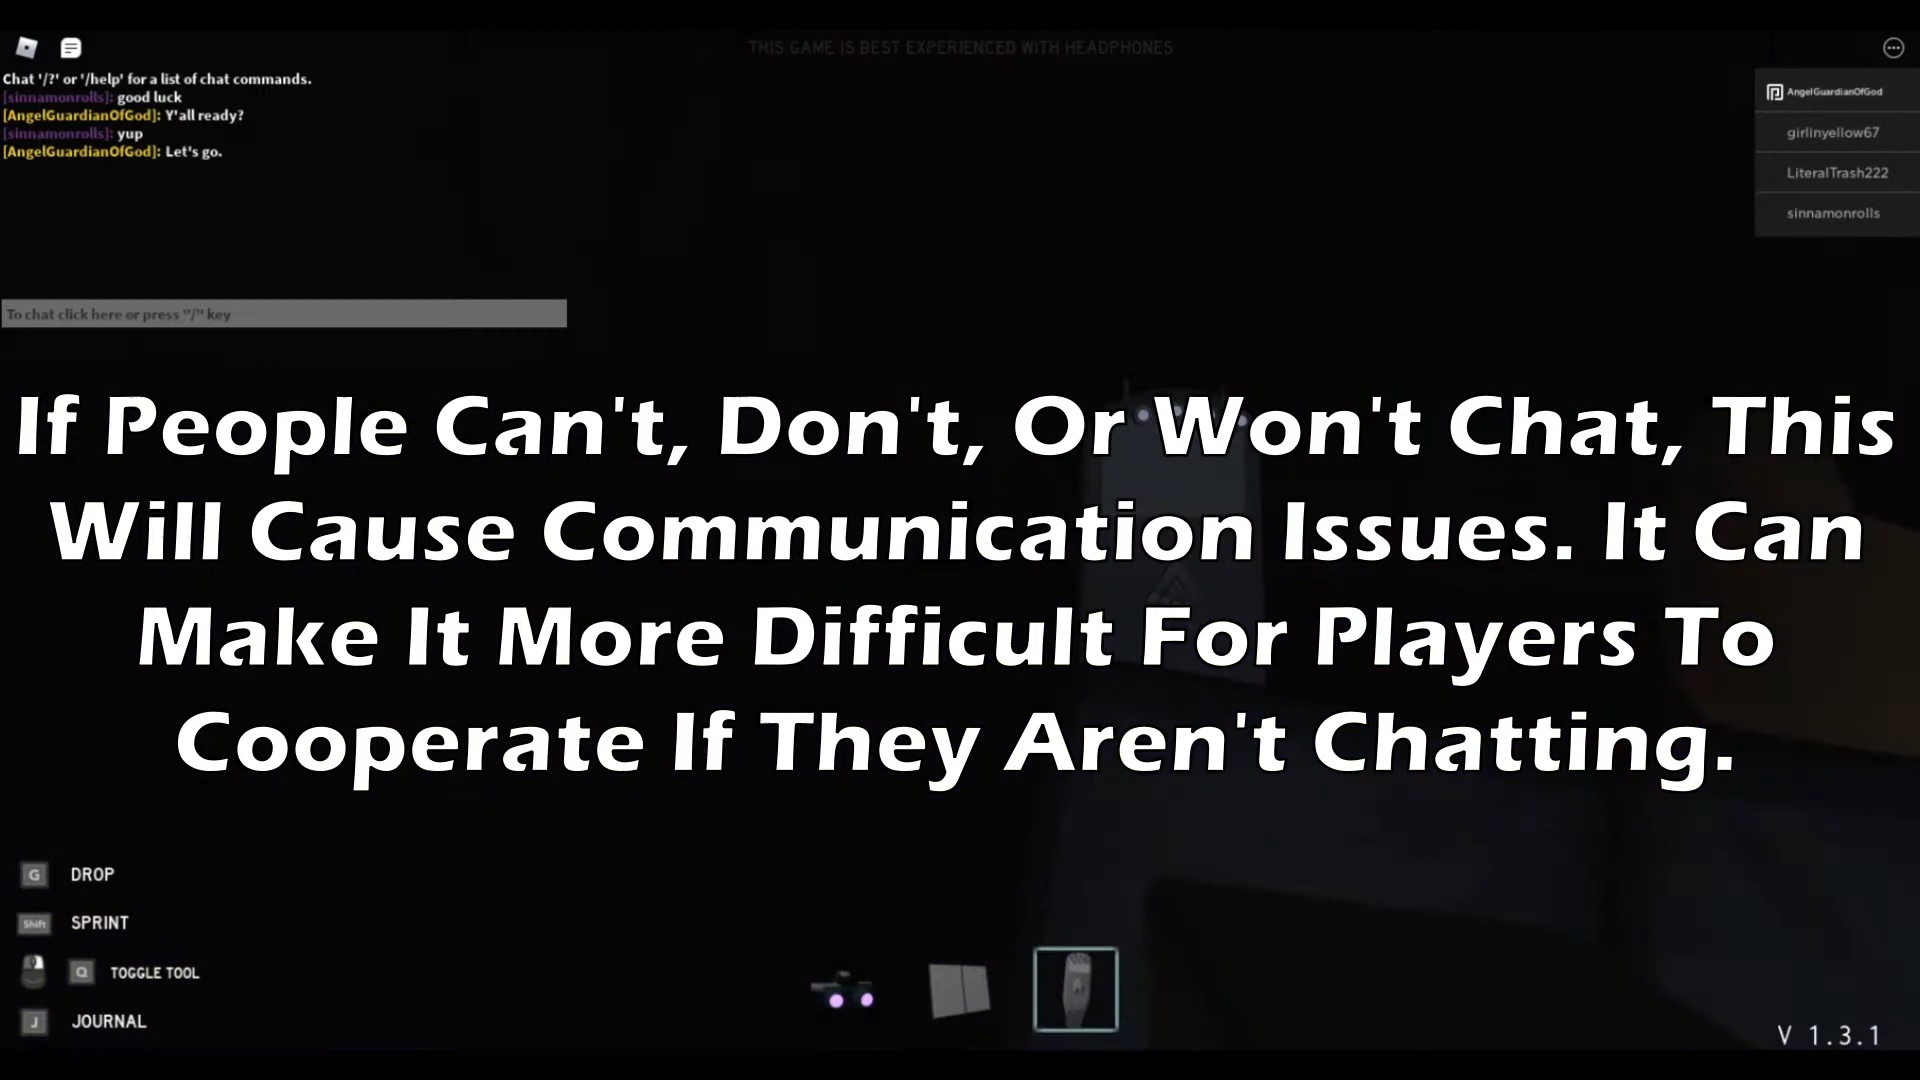 THIS GAME IS BEST EXPERIENCED WITH HEADPHONES
Chat '/?' or '/help' for a list of chat commands.
[sinnamonrolls]: good luck
[AngelGuardianOfGod]: Y'all ready?
[sinnamonrolls]: yup
[AngelGuardianOfGod]: Let's go.
To chat click here or press "/" key
AngelGuardianOfGod
girlinyellow67
LiteralTrash222
sinnamonrolls
If People Can't, Don't, Or Won't Chat, This
Will Cause Communication Issues. It Can
Make It More Difficult For Players To
Cooperate If They Aren't Chatting.
G DROP
Shift SPRINT
Q TOGGLE TOOL
J JOURNAL
V 1.3.1